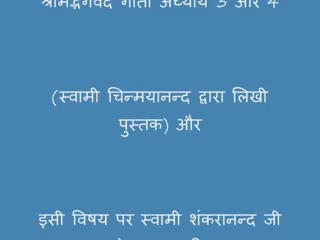 श्रीमद्भगवद् गीता अध्याय 3 और 4
(स्वामी चिन्मयानन्द द्वारा लिखी
पुस्तक) और
इसी विषय पर स्वामी शंकरानन्द जी